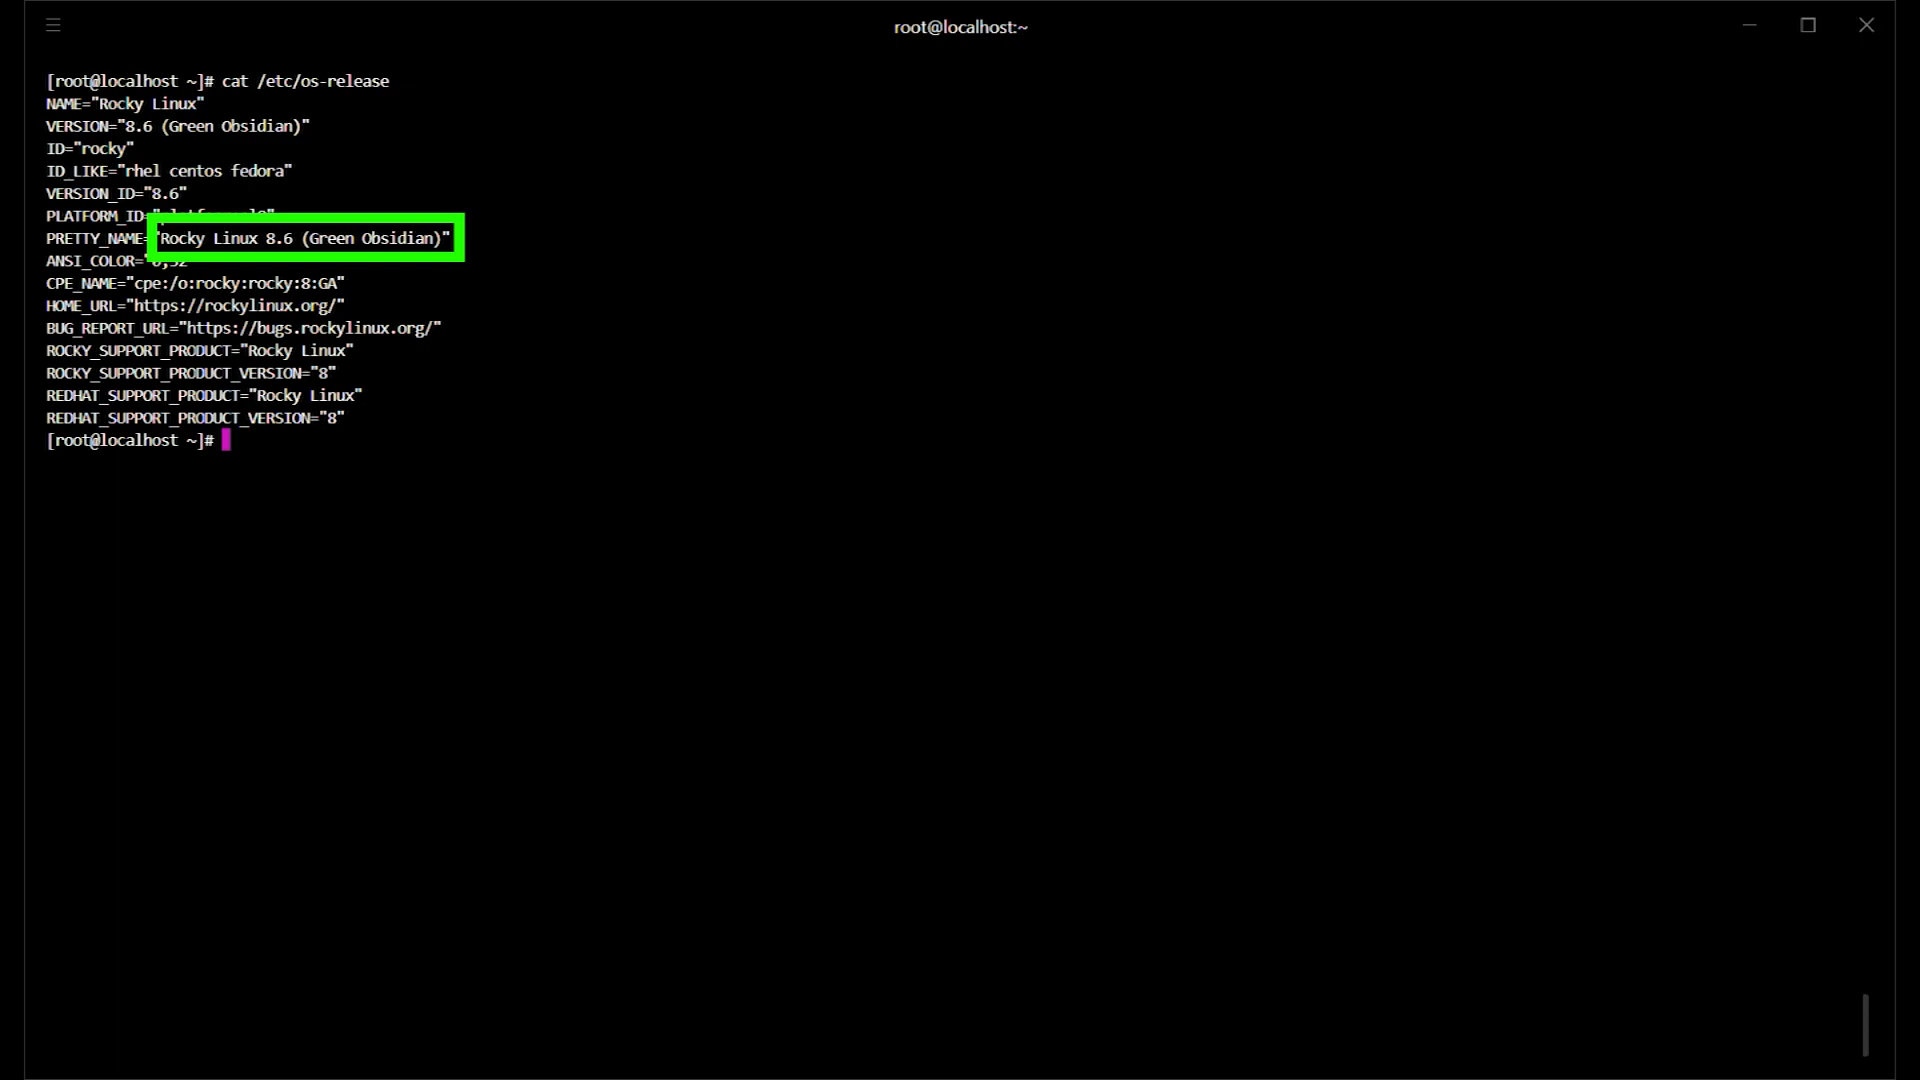 root@localhost:~
[root@localhost ~]# cat /etc/os-release
NAME="Rocky Linux"
VERSION="8.6 (Green Obsidian)"
ID="rocky"
ID_LIKE="rhel centos fedora"
VERSION_ID="8.6"
PLATFORM_ID=
PRETTY_NAME="Rocky Linux 8.6 (Green Obsidian)"
ANSI_COLOR=
CPE_NAME="cpe:/o:rocky:rocky:8:GA"
HOME_URL="https://rockylinux.org/"
BUG_REPORT_URL="https://bugs.rockylinux.org/"
ROCKY_SUPPORT_PRODUCT="Rocky Linux"
ROCKY_SUPPORT_PRODUCT_VERSION="8"
REDHAT_SUPPORT_PRODUCT="Rocky Linux"
REDHAT_SUPPORT_PRODUCT_VERSION="8"
[root@localhost ~]#